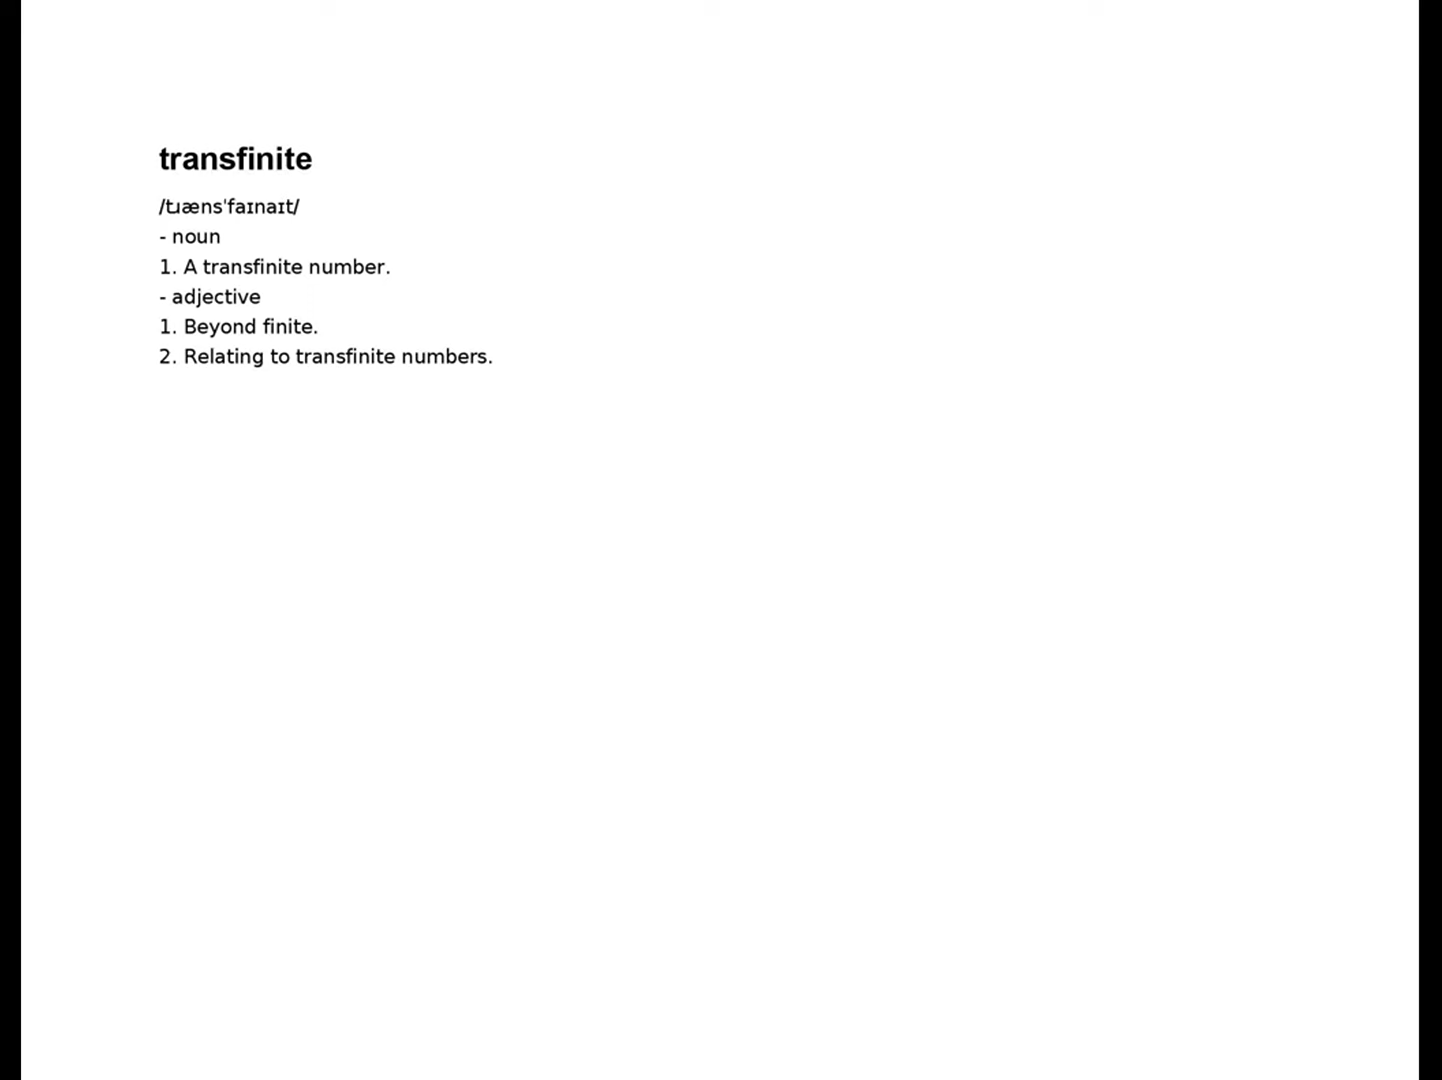 transfinite
/tɹænsˈfaɪnaɪt/
- noun
1. A transfinite number.
- adjective
1. Beyond finite.
2. Relating to transfinite numbers.